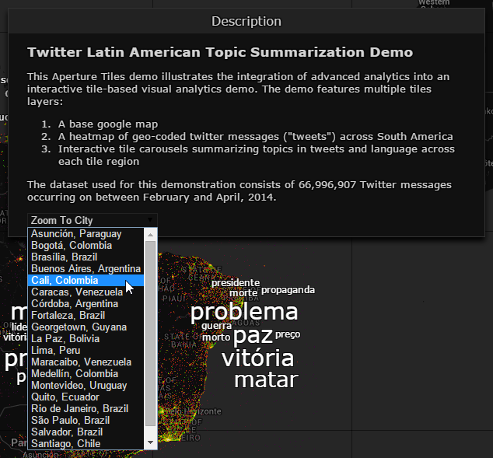 Western
Description
Twitter Latin American Topic Summarization Demo
This Aperture Tiles demo illustrates the integration of advanced analytics into an
interactive tile-based visual analytics demo. The demo features multiple tiles
layers:
1. A base google map
2. A heatmap of geo-coded twitter messages ("tweets") across South America
3. Interactive tile carousels summarizing topics in tweets and language across
each tile region
The dataset used for this demonstration consists of 66,996,907 Twitter messages
occurring on between February and April, 2014.
Zoom To City
Asunción, Paraguay
Bogotá, Colombia
Brasília, Brazil
Buenos Aires, Argentina
Cali, Colombia
Caracas, Venezuela
Córdoba, Argentina
Fortaleza, Brazil
Georgetown, Guyana
La Paz, Bolivia
Lima, Peru
Maracaibo, Venezuela
Medellín, Colombia
Montevideo, Uruguay
Quito, Ecuador
Rio de Janeiro, Brazil
São Paulo, Brazil
Salvador, Brazil
Santiago, Chile
presidente
morte propaganda
problema
guerra
morto paz preço
vitória
matar
PIAUI
STATE OF
BAHIA